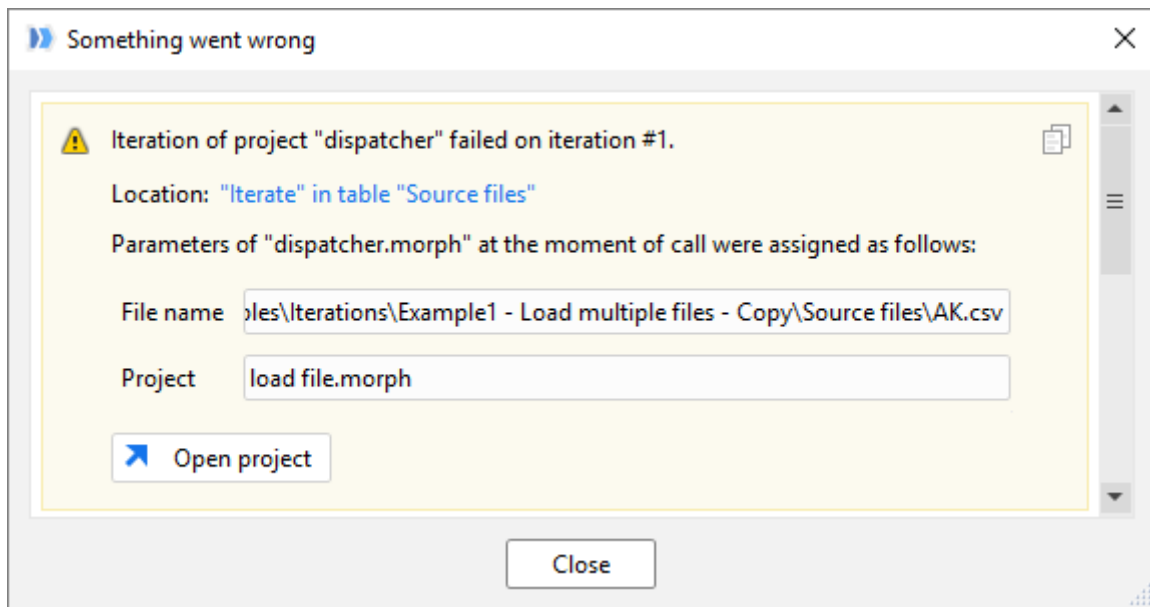 Something went wrong
Iteration of project "dispatcher" failed on iteration #1.
Location: "Iterate" in table "Source files"
Parameters of "dispatcher.morph" at the moment of call were assigned as follows:
File name ples\Iterations\Example1 - Load multiple files - Copy\Source files\AK.csv
Project load file.morph
Open project
Close